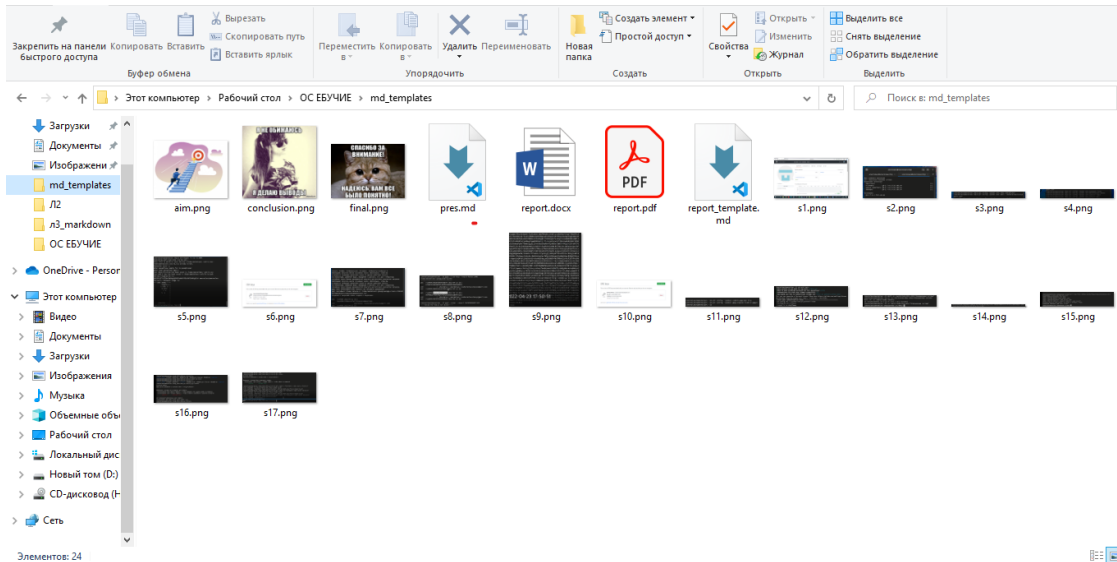 Закрепить на панели быстрого доступа
Копировать
Вставить
Вырезать
Скопировать путь
Вставить ярлык
Буфер обмена
Переместить в
Копировать в
Удалить
Переименовать
Упорядочить
Новая папка
Создать элемент
Простой доступ
Создать
Свойства
Открыть
Изменить
Журнал
Открыть
Выделить все
Снять выделение
Обратить выделение
Выделить
Этот компьютер > Рабочий стол > ОС ЕБУЧИЕ > md_templates
Поиск в: md_templates
Загрузки
Документы
Изображени
md_templates
Л2
л3_markdown
ОС ЕБУЧИЕ
OneDrive - Person
Этот компьютер
Видео
Документы
Загрузки
Изображения
Музыка
Объемные объ
Рабочий стол
Локальный дис
Новый том (D:)
CD-дисковод (H
Сеть
СПАСИБО ЗА ВНИМАНИЕ!
НАДЕЮСЬ ВАМ ВСЕ БЫЛО ПОНЯТНО!
W
PDF
aim.png
conclusion.png
final.png
pres.md
report.docx
report.pdf
report_template.md
s1.png
s2.png
s3.png
s4.png
s5.png
s6.png
s7.png
s8.png
s9.png
s10.png
s11.png
s12.png
s13.png
s14.png
s15.png
s16.png
s17.png
Элементов: 24